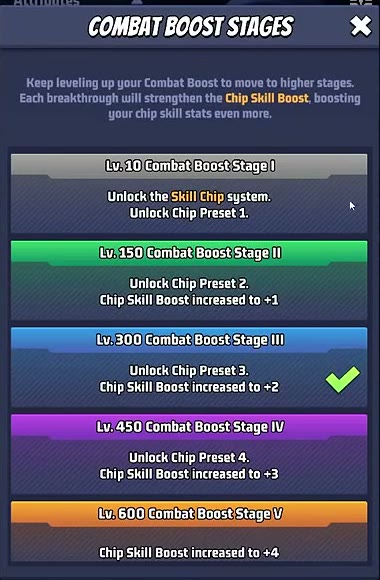 Attributes
COMBAT BOOST STAGES
Keep leveling up your Combat Boost to move to higher stages.
Each breakthrough will strengthen the Chip Skill Boost, boosting
your chip skill stats even more.
Lv. 10 Combat Boost Stage I
Unlock the Skill Chip system.
Unlock Chip Preset 1.
Lv. 150 Combat Boost Stage II
Unlock Chip Preset 2.
Chip Skill Boost increased to +1
Lv. 300 Combat Boost Stage III
Unlock Chip Preset 3.
Chip Skill Boost increased to +2
Lv. 450 Combat Boost Stage IV
Unlock Chip Preset 4.
Chip Skill Boost increased to +3
Lv. 600 Combat Boost Stage V
Chip Skill Boost increased to +4